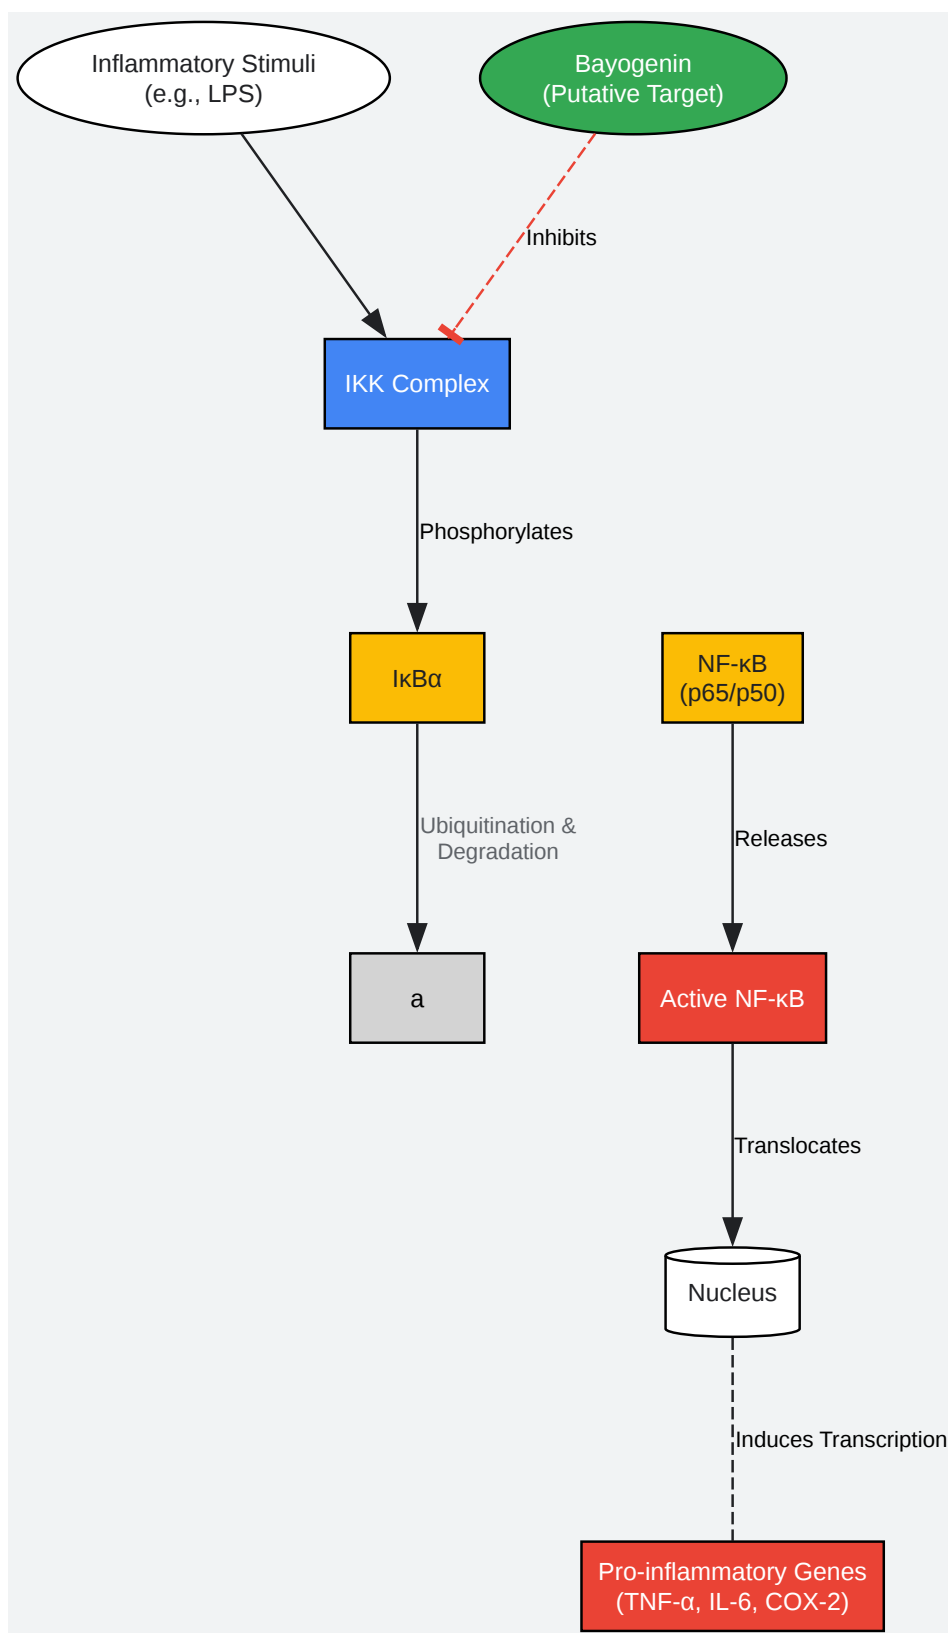 Inflammatory Stimuli
(e.g., LPS)
Bayogenin
(Putative Target)
Inhibits
IKK Complex
Phosphorylates
IκBα
NF-κB
(p65/p50)
Ubiquitination &
Degradation
Releases
a
Active NF-κB
Translocates
Nucleus
Induces Transcription
Pro-inflammatory Genes
(TNF-α, IL-6, COX-2)